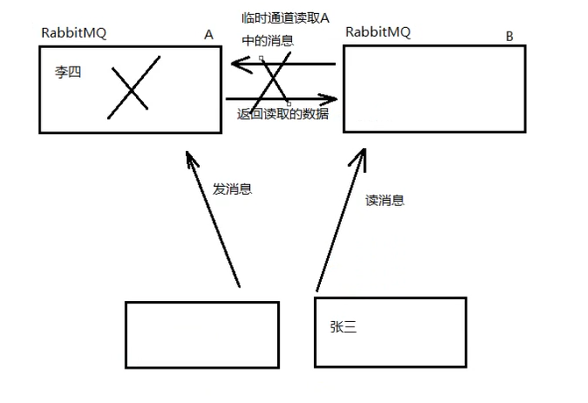 临时通道读取A
中的消息
RabbitMQ A
RabbitMQ B
李四
返回读取的数据
发消息
读消息
张三